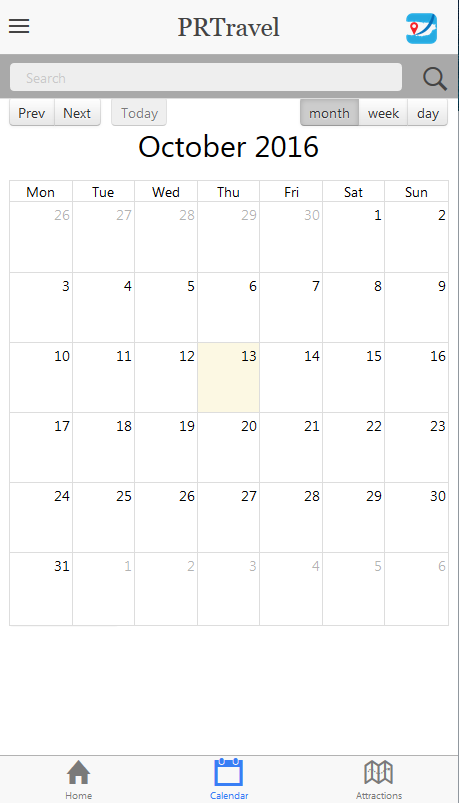 PRTravel
Search
Prev Next Today month week day
October 2016
Mon Tue Wed Thu Fri Sat Sun
26 27 28 29 30 1 2
3 4 5 6 7 8 9
10 11 12 13 14 15 16
17 18 19 20 21 22 23
24 25 26 27 28 29 30
31 1 2 3 4 5 6
Home Calendar Attractions